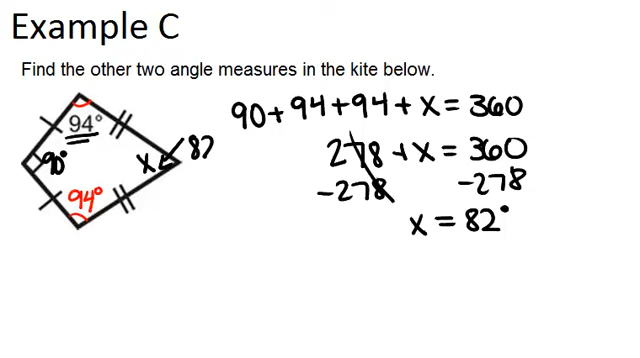 Example C
Find the other two angle measures in the kite below.
94°
90°
x
82
94°
90 + 94 + 94 + x = 360
278 + x = 360
-278 -278
x = 82°